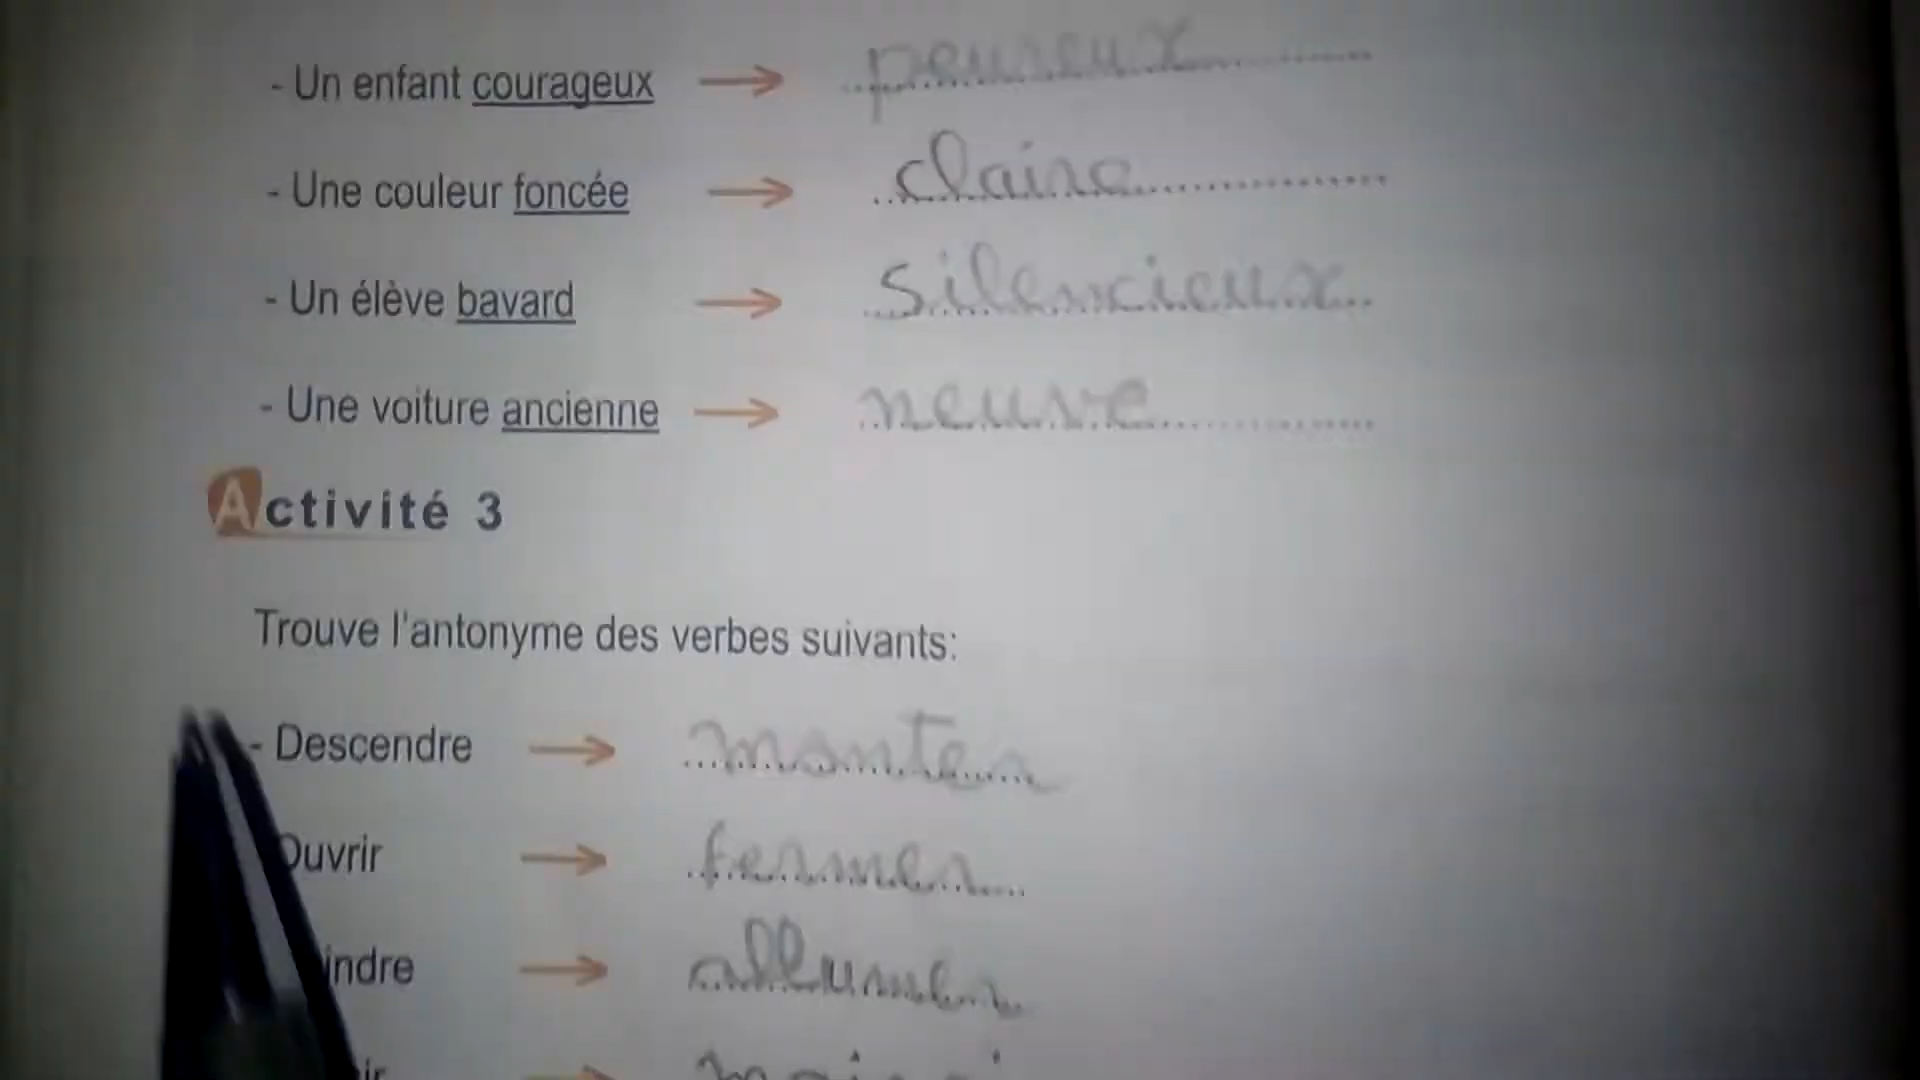 - Un enfant courageux → peureux
- Une couleur foncée → claire
- Un élève bavard → silencieux
- Une voiture ancienne → neuve
Activité 3
Trouve l'antonyme des verbes suivants:
- Descendre → monter
Ouvrir → fermer
indre → allumer